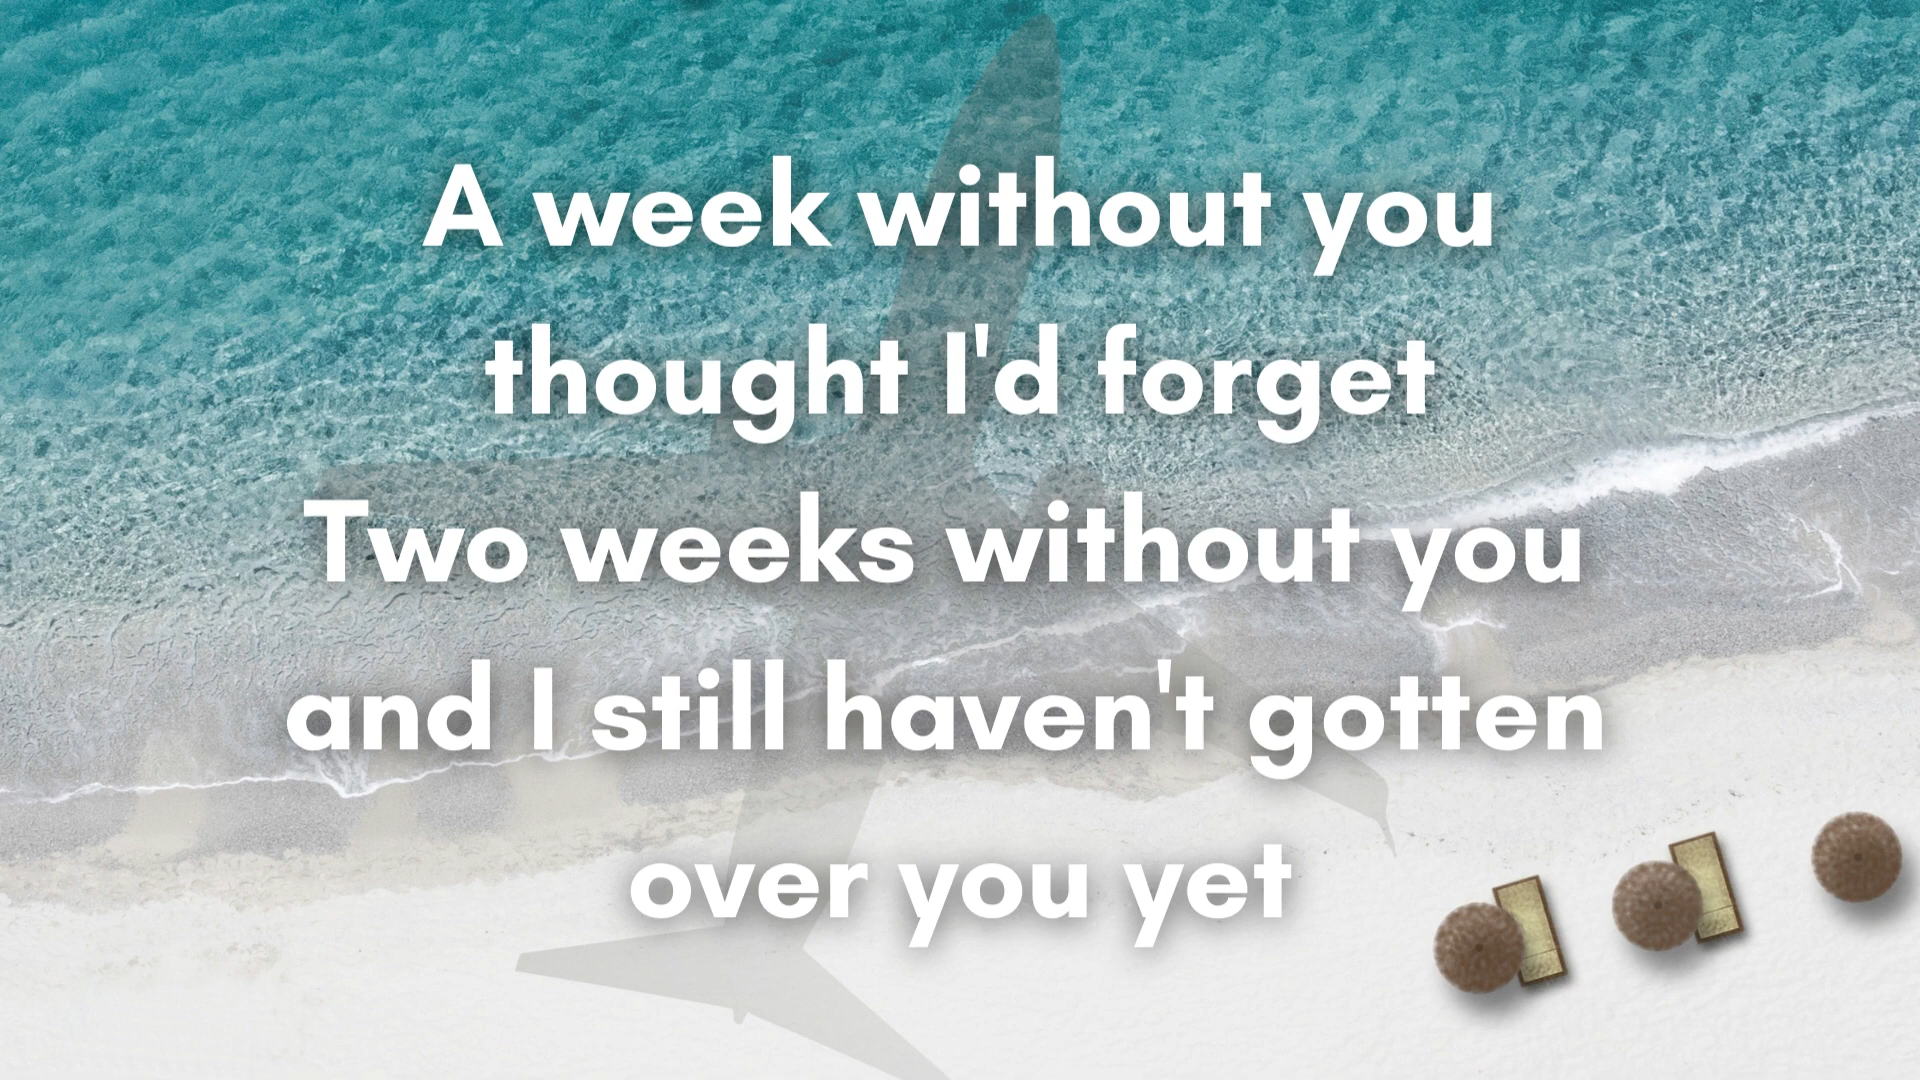 A week without you
thought I'd forget
Two weeks without you
and I still haven't gotten
over you yet